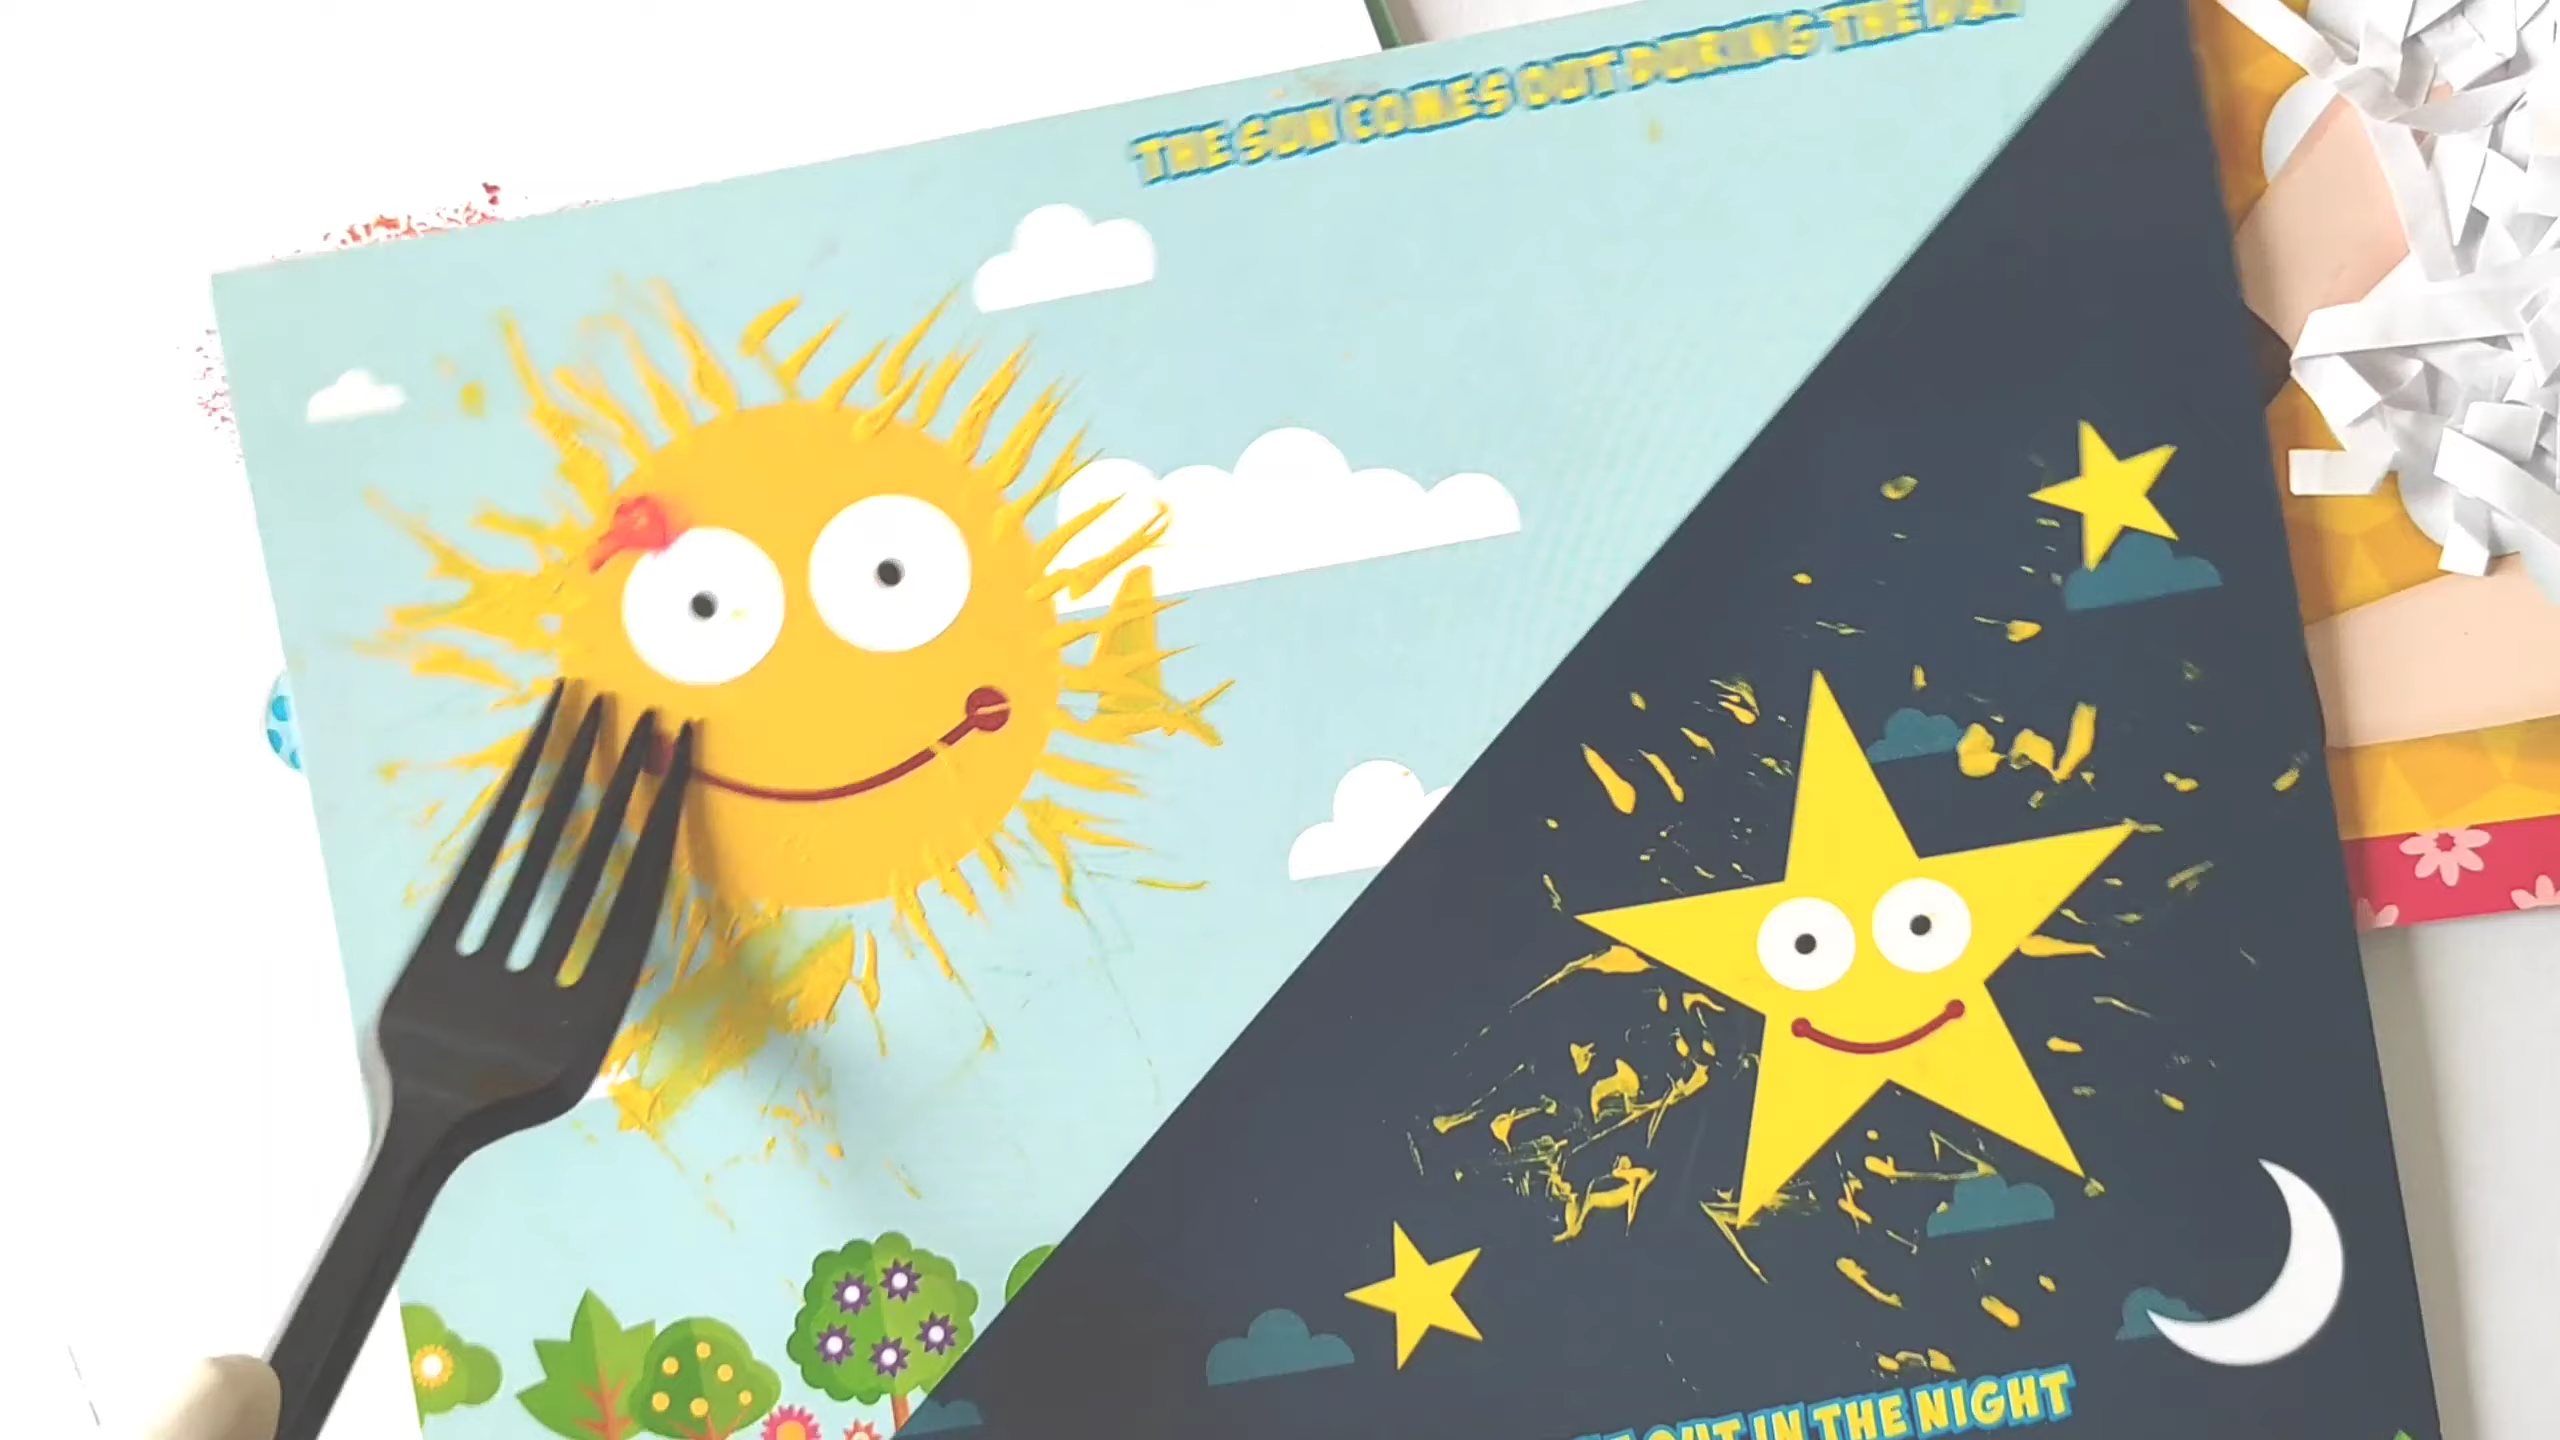 THE SUN COMES OUT DURING THE DAY
OUT IN THE NIGHT